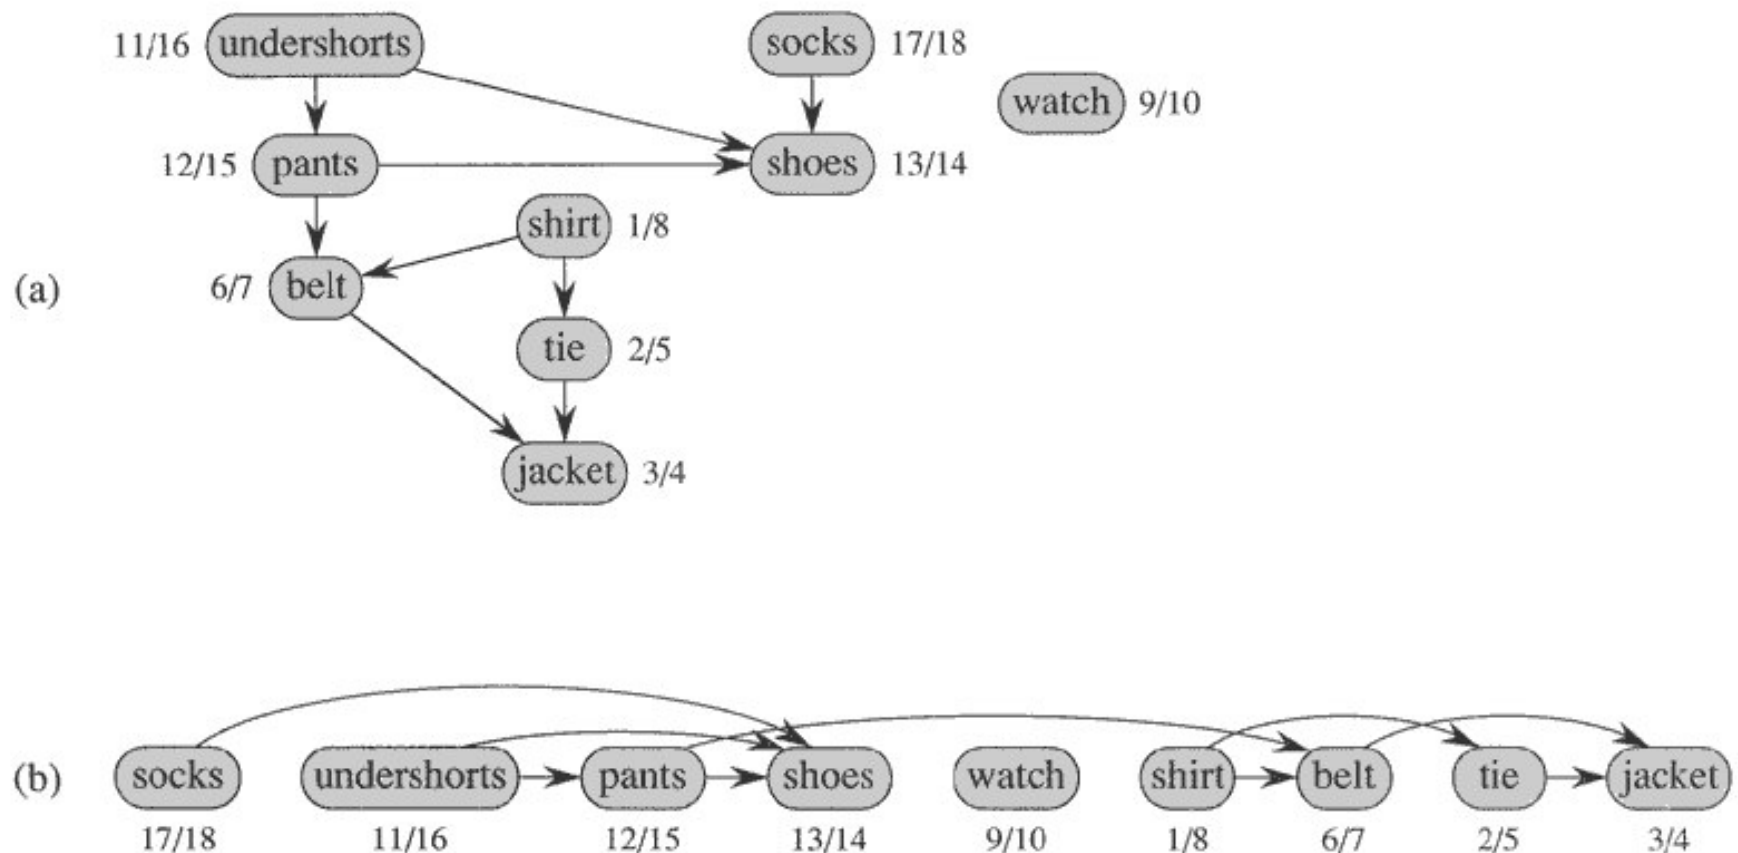 11/16 undershorts socks 17/18
watch 9/10
12/15 pants shoes 13/14
shirt 1/8
(a) 6/7 belt
tie 2/5
jacket 3/4
(b) socks undershorts pants shoes watch shirt belt tie jacket
17/18 11/16 12/15 13/14 9/10 1/8 6/7 2/5 3/4